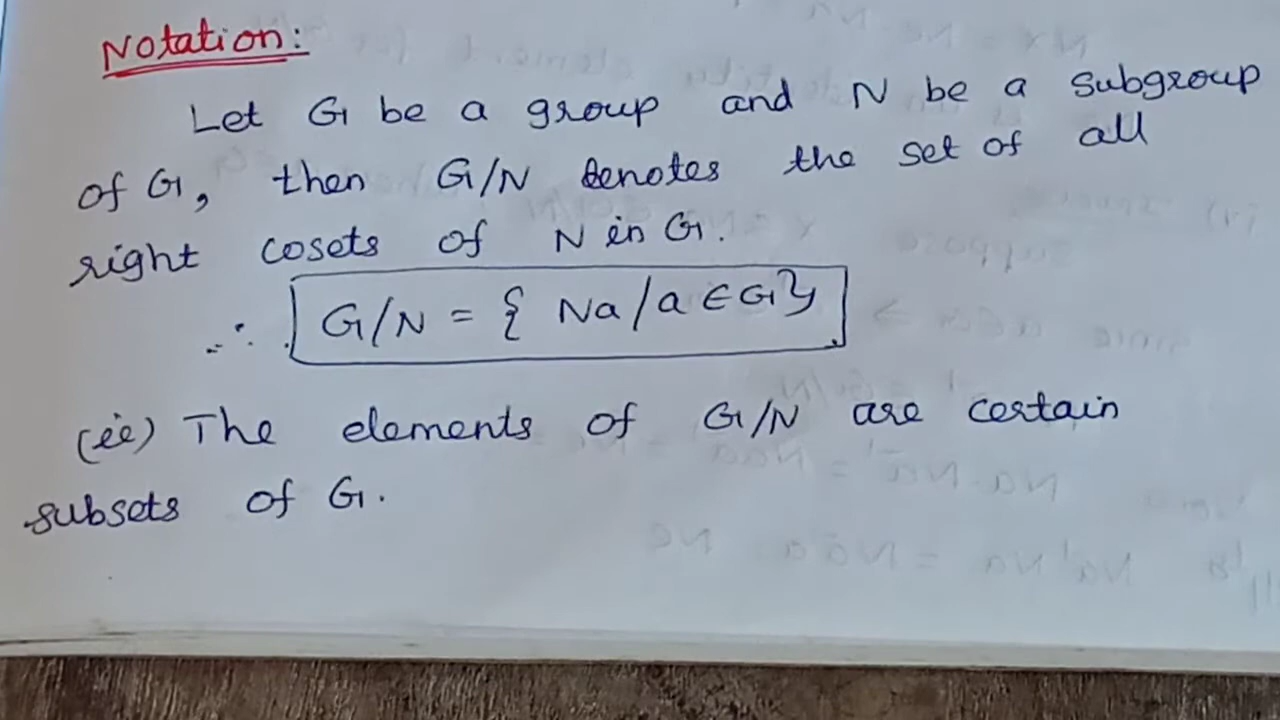 Notation:
Let G be a group and N be a subgroup
of G, then G/N denotes the set of all
right cosets of N in G.
∴ G/N = { Na/a ∈ G}
(ii) The elements of G/N are certain
subsets of G.